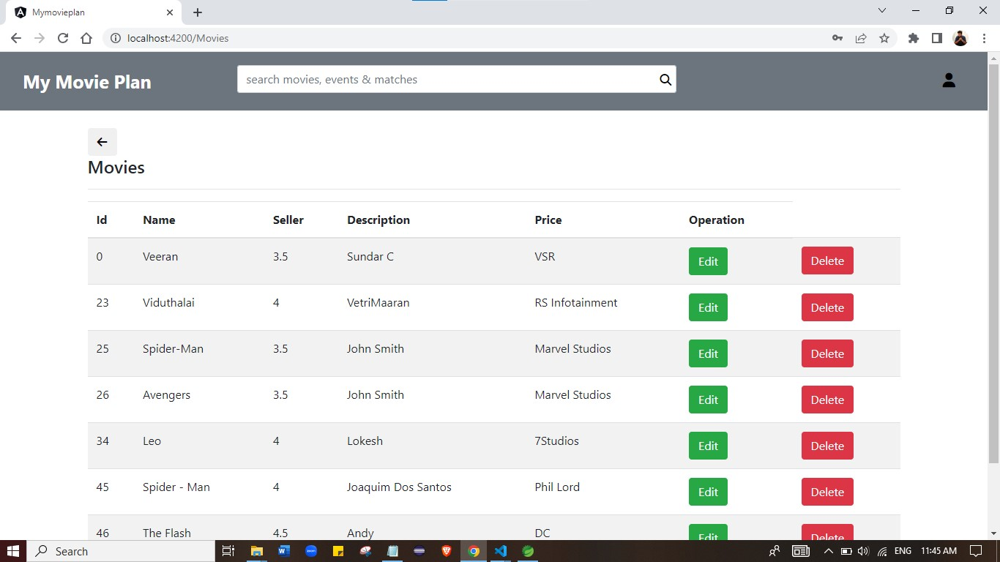 Mymovieplan
localhost:4200/Movies
My Movie Plan
search movies, events & matches
Movies
Id Name Seller Description Price Operation
0 Veeran 3.5 Sundar C VSR Edit Delete
23 Viduthalai 4 VetriMaaran RS Infotainment Edit Delete
25 Spider-Man 3.5 John Smith Marvel Studios Edit Delete
26 Avengers 3.5 John Smith Marvel Studios Edit Delete
34 Leo 4 Lokesh 7Studios Edit Delete
45 Spider - Man 4 Joaquim Dos Santos Phil Lord Edit Delete
46 The Flash 4.5 Andy DC Edit Delete
Search ENG 11:45 AM